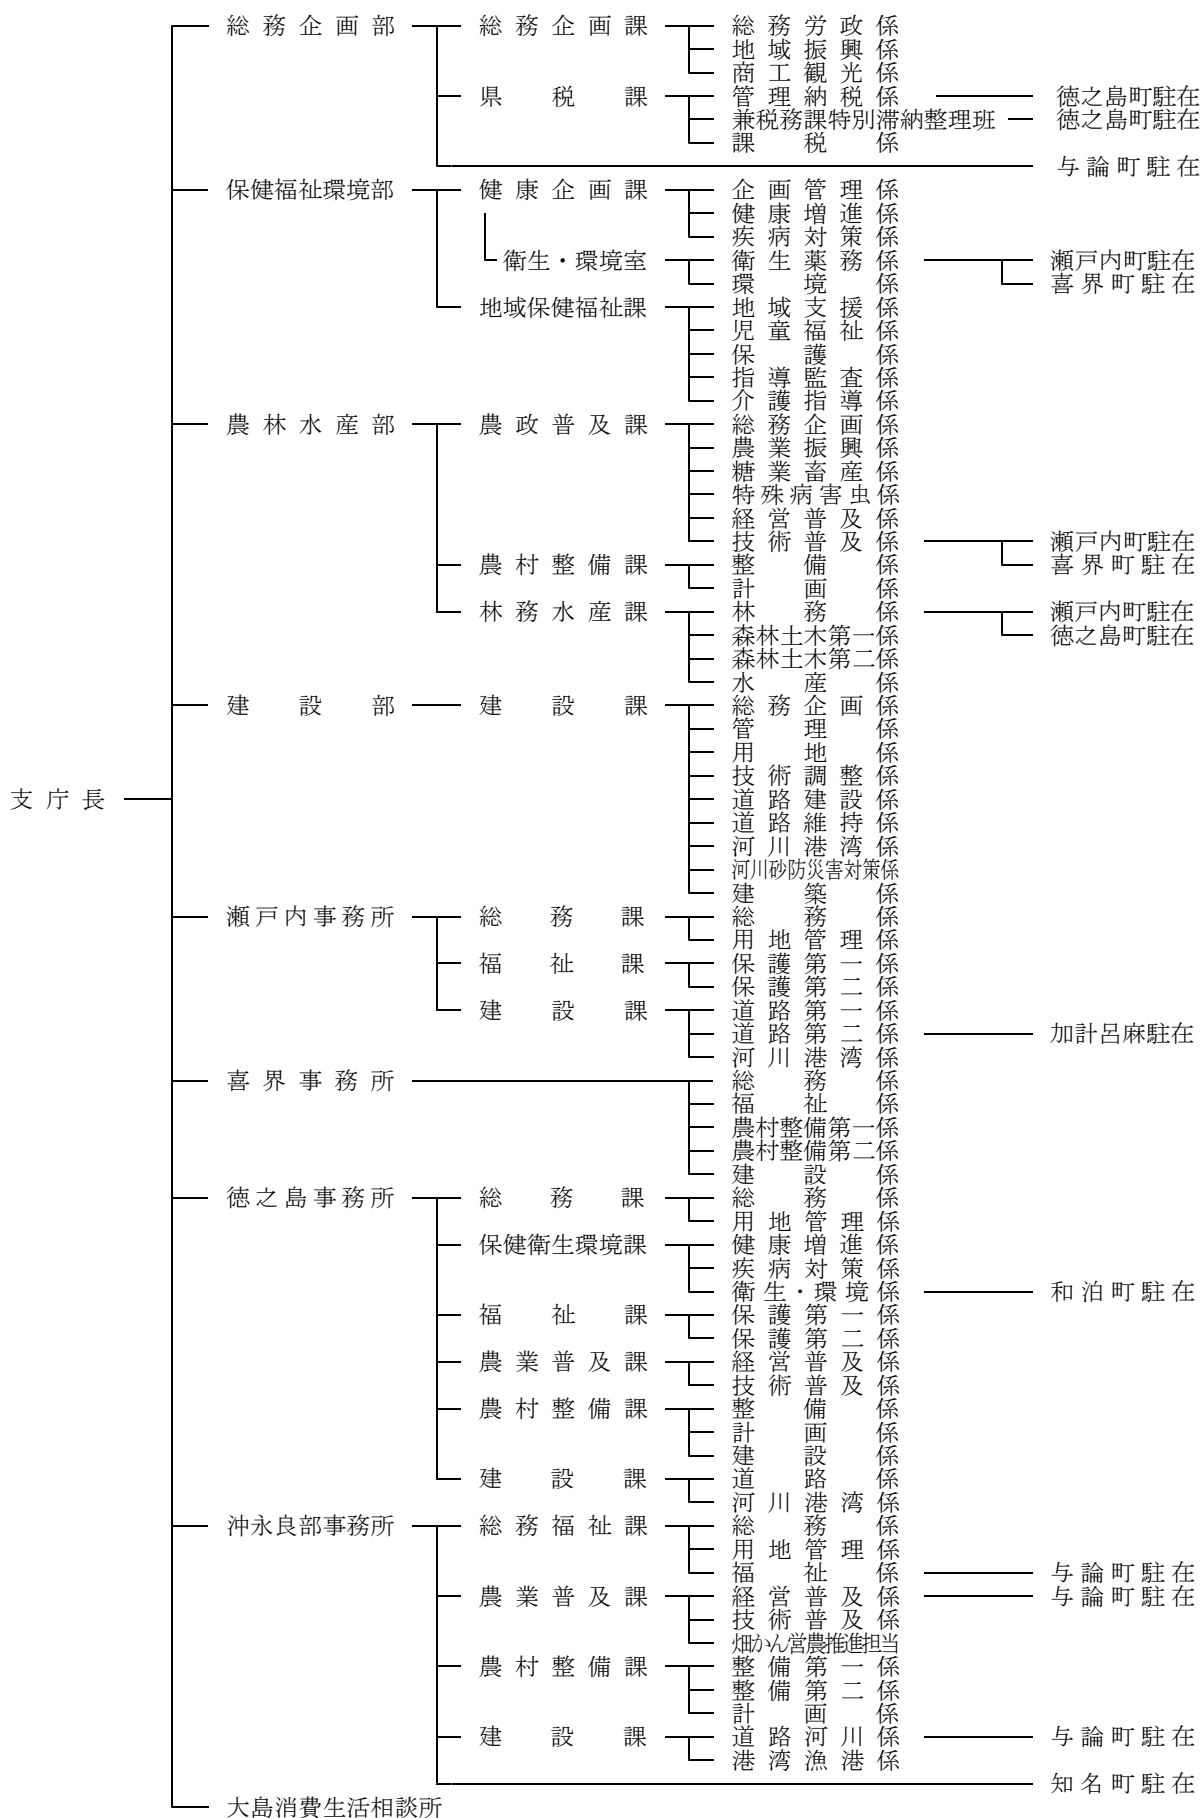 総務企画部 総務企画課 総務労政係
地域振興係
商工観光係
県税課 管理納税係 徳之島町駐在
兼税務課特別滞納整理班 徳之島町駐在
課税係
与論町駐在
保健福祉環境部 健康企画課 企画管理係
健康増進係
疾病対策係
衛生・環境室 衛生薬務係 瀬戸内町駐在
環境係 喜界町駐在
地域保健福祉課 地域支援係
児童福祉係
保護係
指導監査係
介護指導係
農林水産部 農政普及課 総務企画係
農業振興係
糖業畜産係
特殊病害虫係
経営普及係
技術普及係 瀬戸内町駐在
農村整備課 整備係 喜界町駐在
計画係
林務水産課 林務係 瀬戸内町駐在
森林土木第一係 徳之島町駐在
森林土木第二係
水産係
建設部 建設課 総務企画係
管理係
用地係
技術調整係
支庁長 道路建設係
道路維持係
河川港湾係
河川砂防災害対策係
建築係
瀬戸内事務所 総務課 総務係
用地管理係
福祉課 保護第一係
保護第二係
建設課 道路第一係
道路第二係 加計呂麻駐在
河川港湾係
喜界事務所 総務係
福祉係
農村整備第一係
農村整備第二係
建設係
徳之島事務所 総務課 総務係
用地管理係
保健衛生環境課 健康増進係
疾病対策係
衛生・環境係 和泊町駐在
福祉課 保護第一係
保護第二係
農業普及課 経営普及係
技術普及係
農村整備課 整備係
計画係
建設係
建設課 道路係
河川港湾係
沖永良部事務所 総務福祉課 総務係
用地管理係
福祉係 与論町駐在
農業普及課 経営普及係 与論町駐在
技術普及係
畑かん営農推進担当
農村整備課 整備第一係
整備第二係
計画係
建設課 道路河川係 与論町駐在
港湾漁港係
知名町駐在
大島消費生活相談所